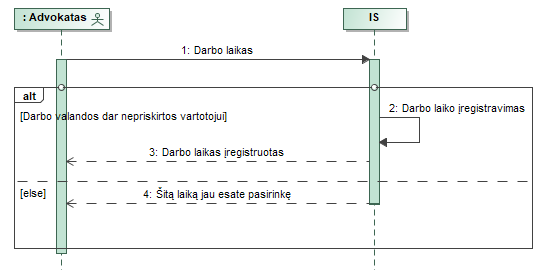 : Advokatas
IS
1: Darbo laikas
alt
2: Darbo laiko įregistravimas
[Darbo valandos dar nepriskirtos vartotojui]
3: Darbo laikas įregistruotas
[else]
4: Šitą laiką jau esate pasirinkę